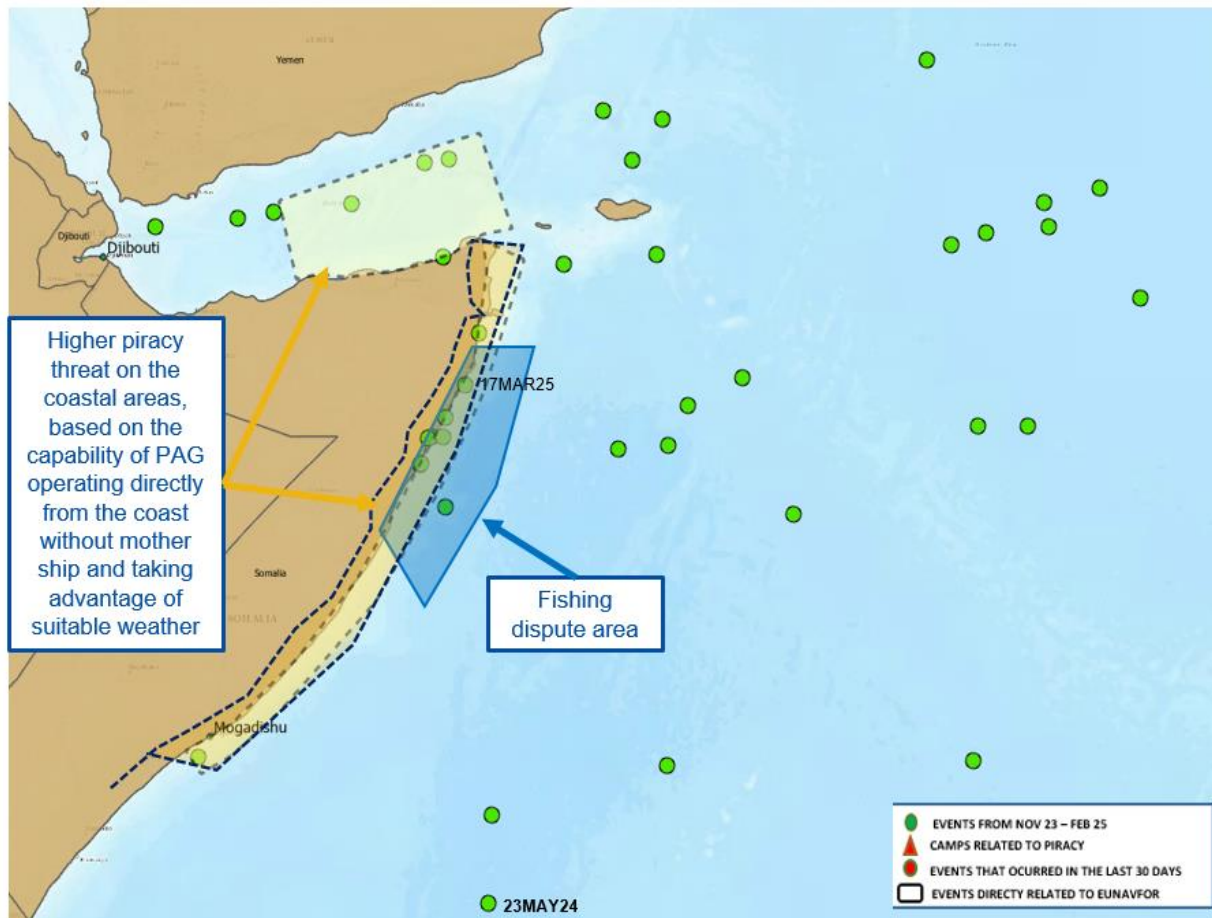 Yemen
Djibouti
Djibouti
Higher piracy
threat on the
coastal areas,
based on the
capability of PAG
operating directly
from the coast
without mother
ship and taking
advantage of
suitable weather
17MAR25
Fishing
dispute area
Somalia
SOMALIA
Mogadishu
23MAY24
EVENTS FROM NOV 23 – FEB 25
CAMPS RELATED TO PIRACY
EVENTS THAT OCURRED IN THE LAST 30 DAYS
EVENTS DIRECTY RELATED TO EUNAVFOR